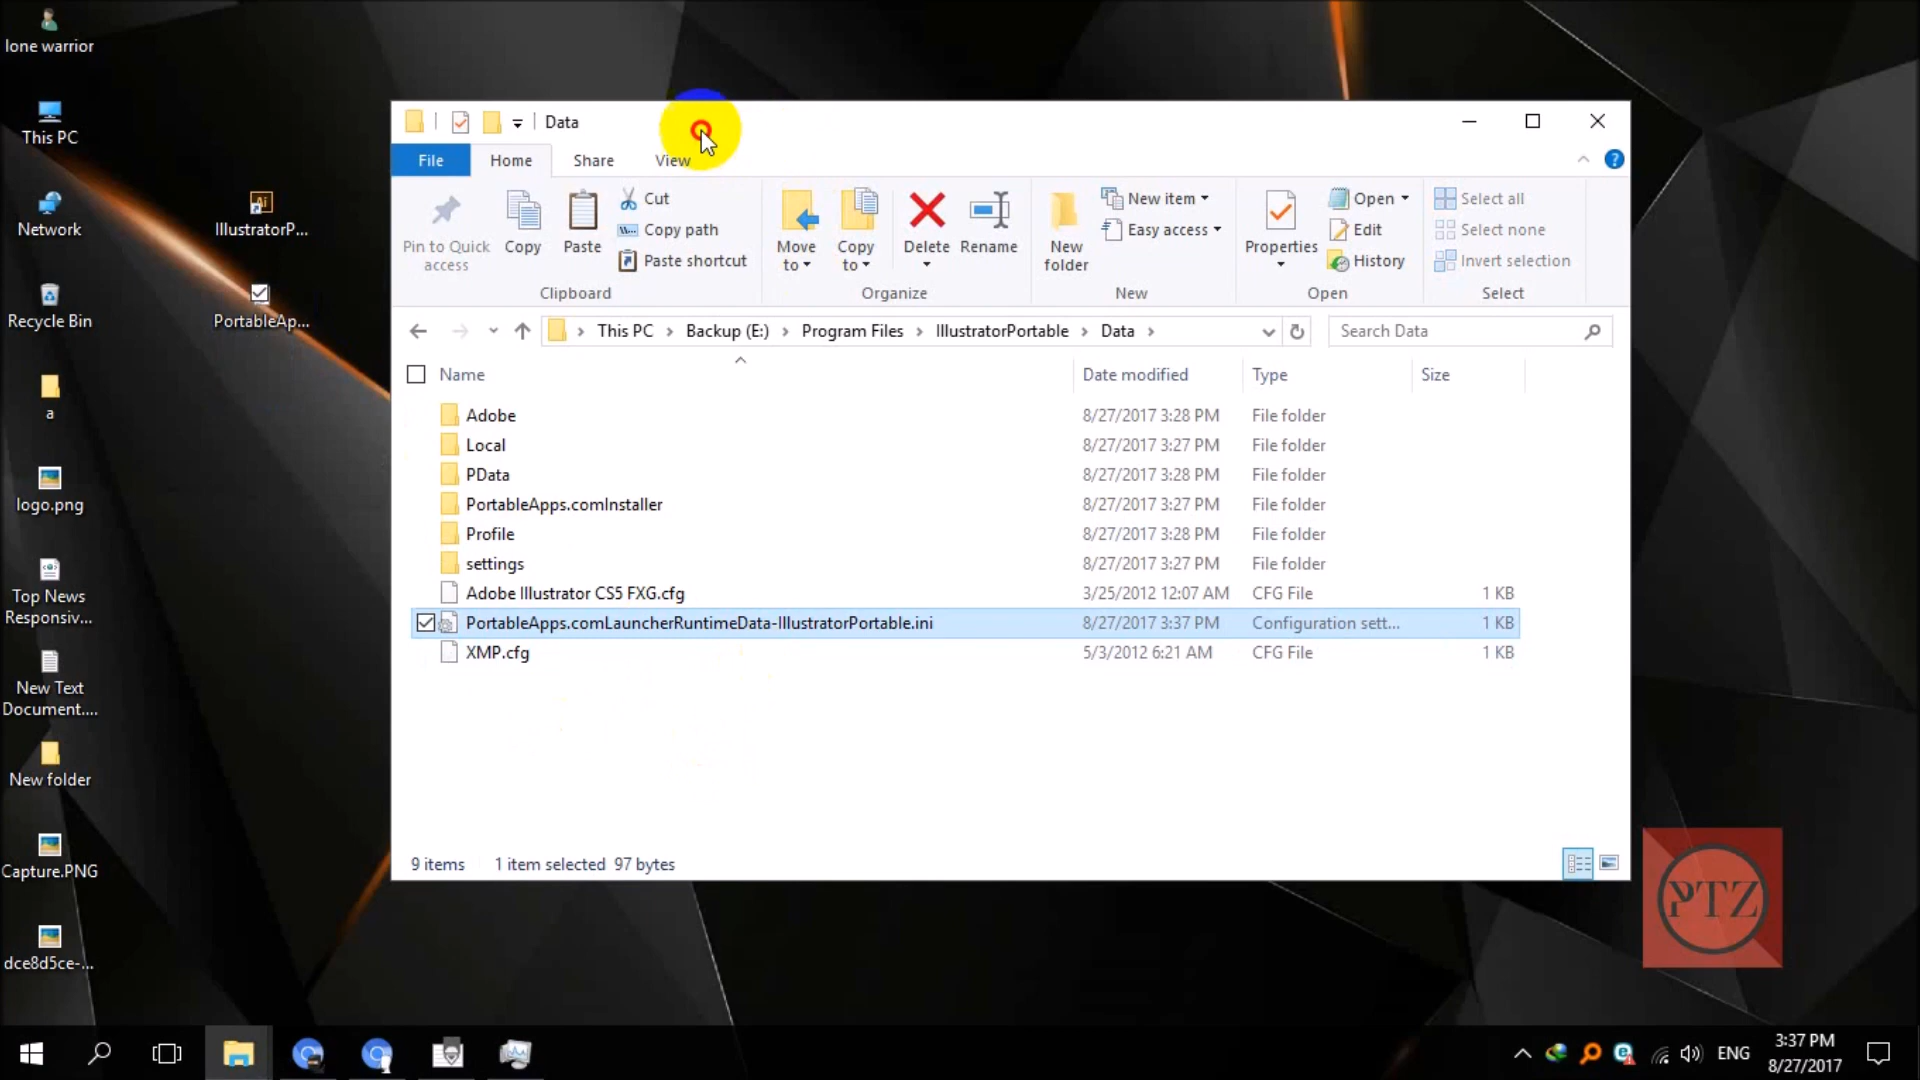 lone warrior
This PC
Network
Recycle Bin
a
logo.png
Top News
Responsiv...
New Text
Document....
New folder
Capture.PNG
dce8d5ce-...
Ai
IllustratorP...
PortableAp...
Data
File
Home
Share
View
Pin to Quick
access
Copy
Paste
Cut
Copy path
Paste shortcut
Clipboard
Move
to
Copy
to
Delete
Rename
Organize
New
folder
New item
Easy access
New
Properties
Open
Edit
History
Open
Select all
Select none
Invert selection
Select
This PC > Backup (E:) > Program Files > IllustratorPortable > Data >
Search Data
Name Date modified Type Size
Adobe 8/27/2017 3:28 PM File folder
Local 8/27/2017 3:27 PM File folder
PData 8/27/2017 3:28 PM File folder
PortableApps.comInstaller 8/27/2017 3:27 PM File folder
Profile 8/27/2017 3:28 PM File folder
settings 8/27/2017 3:27 PM File folder
Adobe Illustrator CS5 FXG.cfg 3/25/2012 12:07 AM CFG File 1 KB
PortableApps.comLauncherRuntimeData-IllustratorPortable.ini 8/27/2017 3:37 PM Configuration sett... 1 KB
XMP.cfg 5/3/2012 6:21 AM CFG File 1 KB
9 items 1 item selected 97 bytes
PTZ
ENG
3:37 PM
8/27/2017